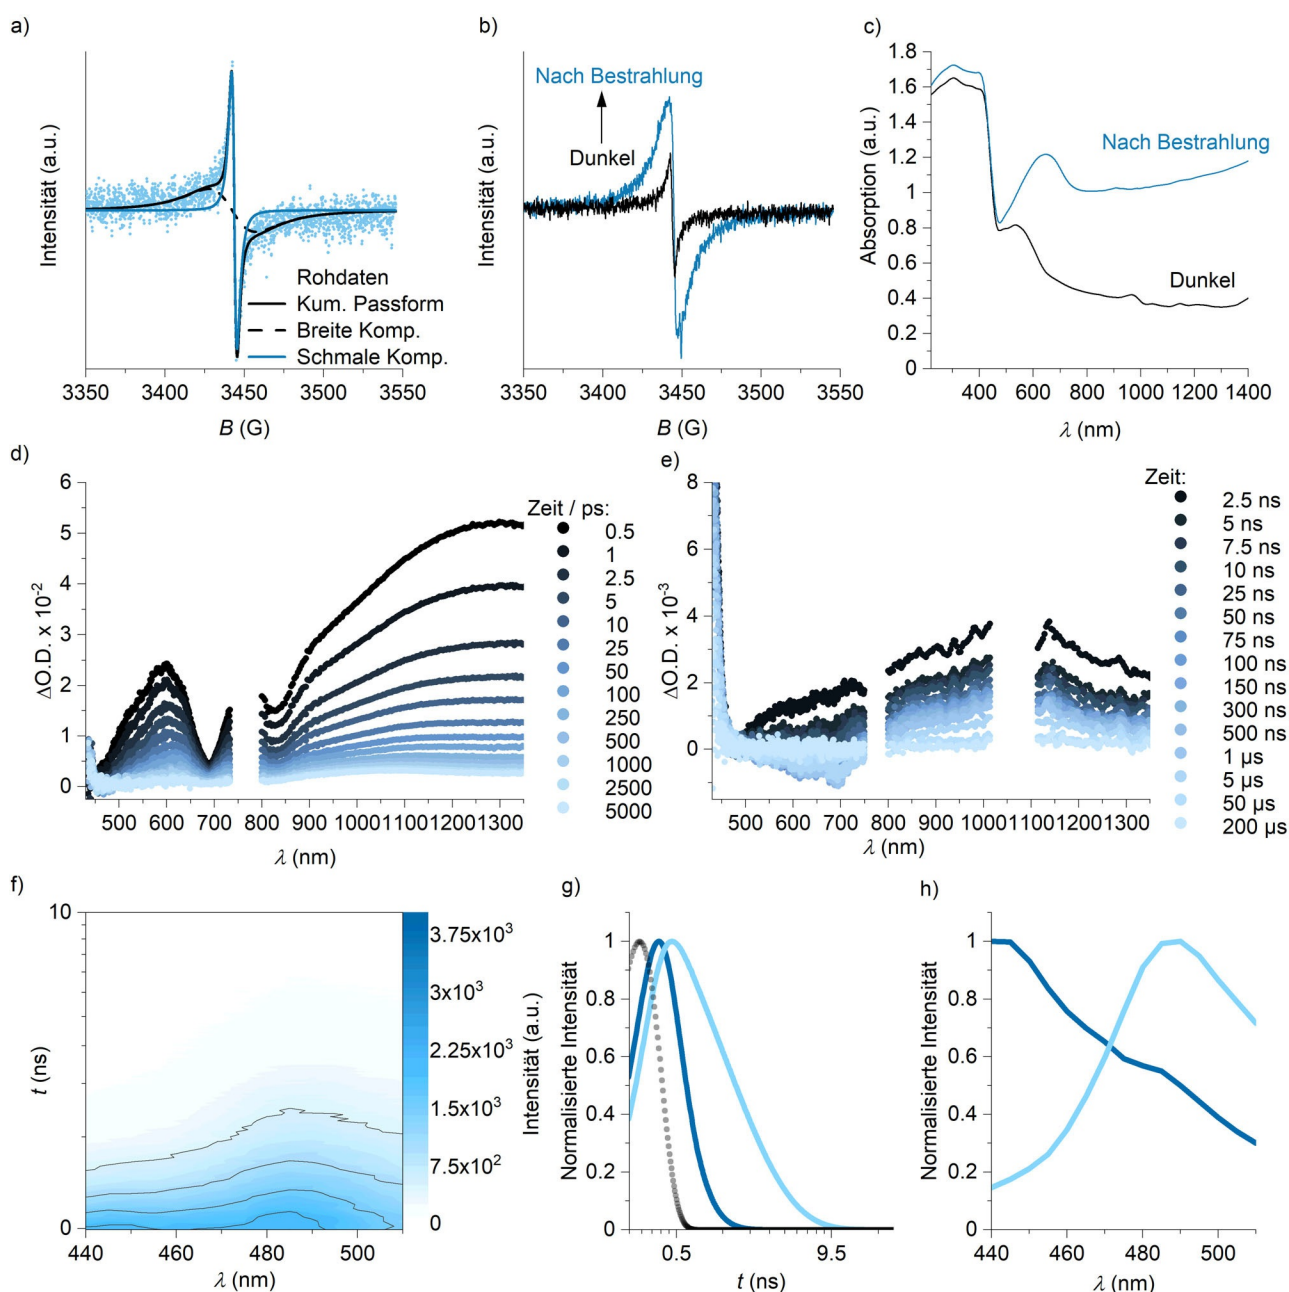 a)
Intensität (a.u.)
Rohdaten
Kum. Passform
Breite Komp.
Schmale Komp.
3350 3400 3450 3500 3550
B (G)
b)
Intensität (a.u.)
Nach Bestrahlung
Dunkel
3350 3400 3450 3500 3550
B (G)
c)
Absorption (a.u.)
1.8
1.6
1.4
1.2
1
0.8
0.6
0.4
0.2
0
Nach Bestrahlung
Dunkel
400 600 800 1000 1200 1400
λ (nm)
d)
ΔO.D. x 10-2
6
5
4
3
2
1
0
500 600 700 800 900 1000 1100 1200 1300
λ (nm)
Zeit / ps:
0.5
1
2.5
5
10
25
50
100
250
500
1000
2500
5000
e)
ΔO.D. x 10-3
8
6
4
2
0
500 600 700 800 900 1000 1100 1200 1300
λ (nm)
Zeit:
2.5 ns
5 ns
7.5 ns
10 ns
25 ns
50 ns
75 ns
100 ns
150 ns
300 ns
500 ns
1 µs
5 µs
50 µs
200 µs
f)
t (ns)
10
0
440 460 480 500
λ (nm)
3.75x10³
3x10³
2.25x10³
1.5x10³
7.5x10²
0
Intensität (a.u.)
g)
Normalisierte Intensität
1
0.8
0.6
0.4
0.2
0
0.5 9.5
t (ns)
h)
Normalisierte Intensität
1
0.8
0.6
0.4
0.2
0
440 460 480 500
λ (nm)